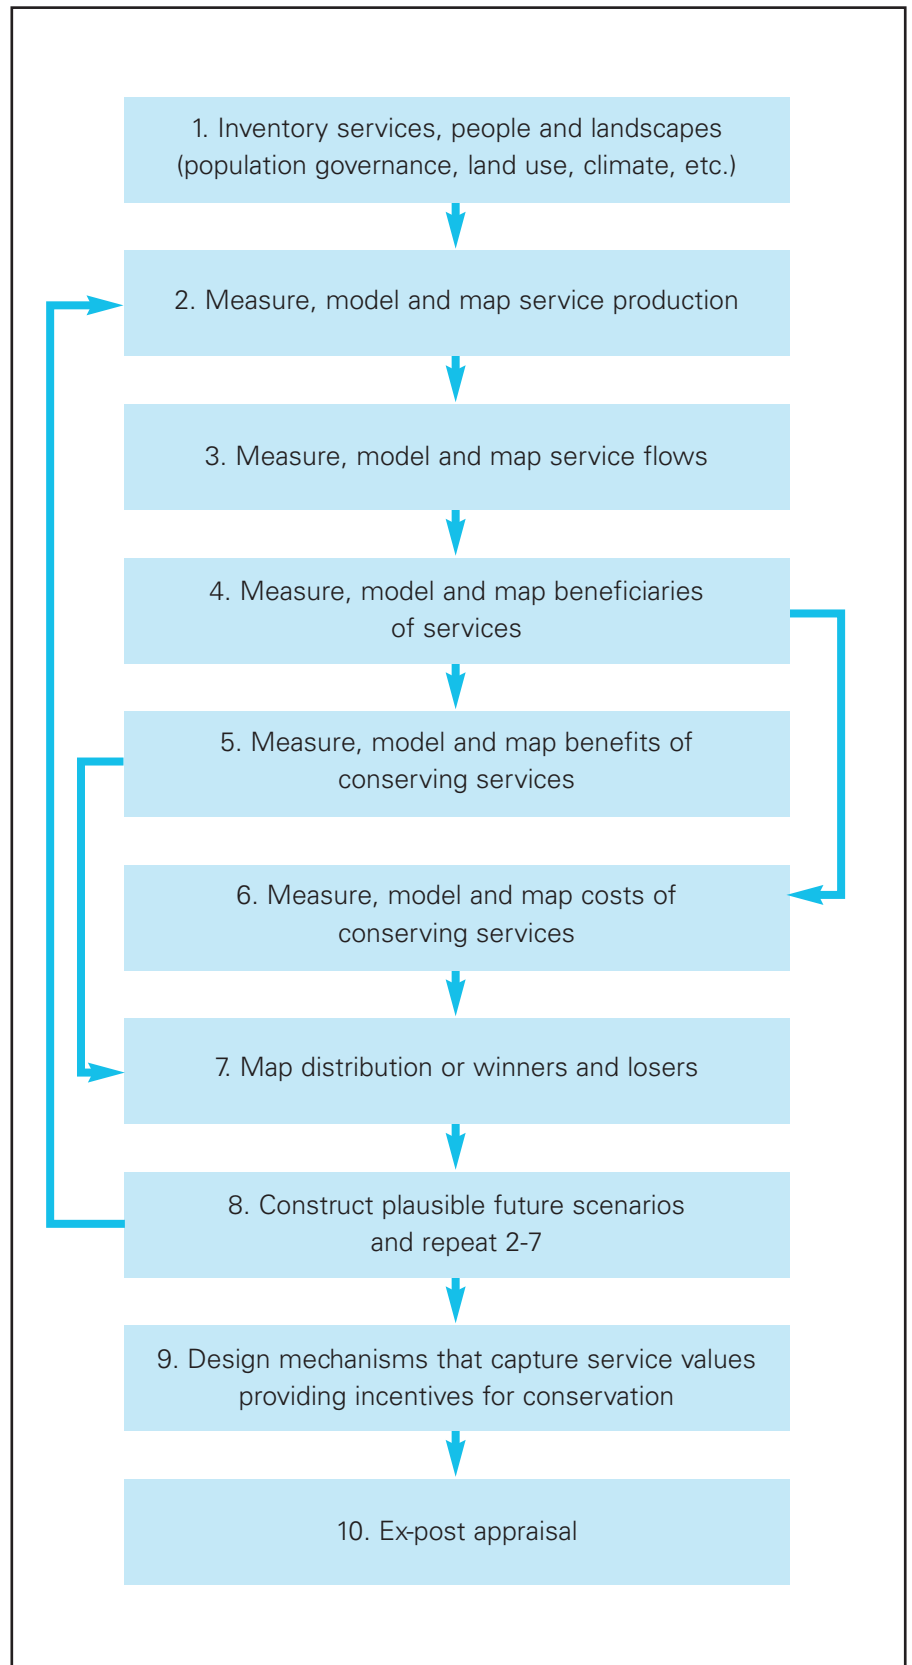 1. Inventory services, people and landscapes
(population governance, land use, climate, etc.)
2. Measure, model and map service production
3. Measure, model and map service flows
4. Measure, model and map beneficiaries
of services
5. Measure, model and map benefits of
conserving services
6. Measure, model and map costs of
conserving services
7. Map distribution or winners and losers
8. Construct plausible future scenarios
and repeat 2-7
9. Design mechanisms that capture service values
providing incentives for conservation
10. Ex-post appraisal